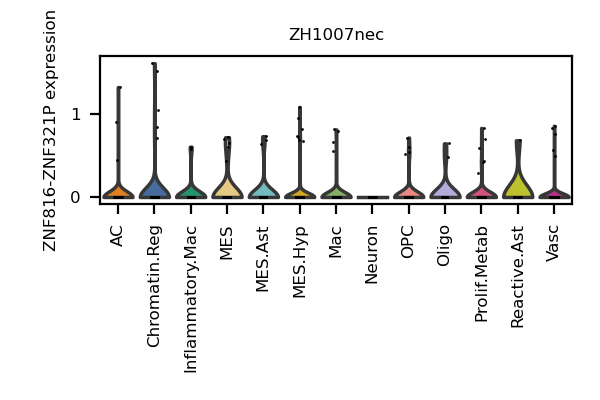 ZH1007nec
ZNF816-ZNF321P expression
1
0
AC
Chromatin.Reg
Inflammatory.Mac
MES
MES.Ast
MES.Hyp
Mac
Neuron
OPC
Oligo
Prolif.Metab
Reactive.Ast
Vasc